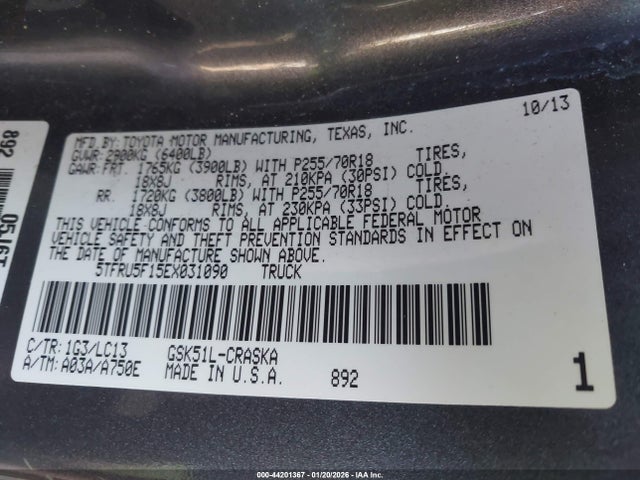 10/13
MFD.BY:TOYOTA MOTOR MANUFACTURING, TEXAS, INC.
GVWR: 2800KG (6400LB)
GAWR: FRT. 1765KG (3900LB) WITH P255/70R18 TIRES,
18X8J RIMS, AT 210KPA (30PSI) COLD.
RR. 1720KG (3800LB) WITH P255/70R18 TIRES,
18X8J RIMS, AT 230KPA (33PSI) COLD.
THIS VEHICLE CONFORMS TO ALL APPLICABLE FEDERAL MOTOR
VEHICLE SAFETY AND THEFT PREVENTION STANDARDS IN EFFECT ON
THE DATE OF MANUFACTURE SHOWN ABOVE.
5TFRU5F15EX031090 TRUCK
C/TR: 1G3/LC13 GSK51L-CRASKA
A/TM: A03A/A750E MADE IN U.S.A. 892
1
892
000-44201367 | 01/20/2026 | IAA Inc.